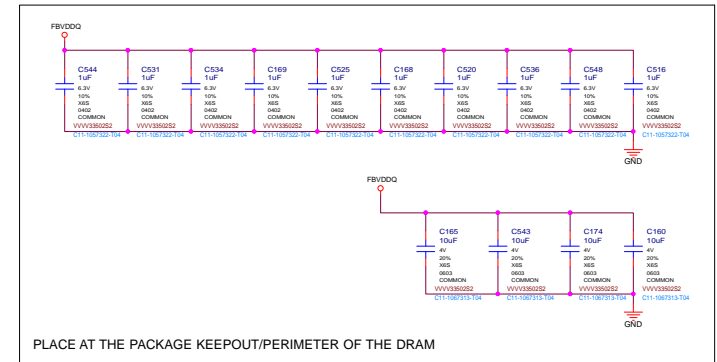 FBVDDQ
C544 C531 C534 C169 C525 C168 C520 C536 C548 C516
1uF 1uF 1uF 1uF 1uF 1uF 1uF 1uF 1uF 1uF
6.3V 6.3V 6.3V 6.3V 6.3V 6.3V 6.3V 6.3V 6.3V 6.3V
10% 10% 10% 10% 10% 10% 10% 10% 10% 10%
X6S X6S X6S X6S X6S X6S X6S X6S X6S X6S
0402 0402 0402 0402 0402 0402 0402 0402 0402 0402
COMMON COMMON COMMON COMMON COMMON COMMON COMMON COMMON COMMON COMMON
VVVV33502S2 VVVV33502S2 VVVV33502S2 VVVV33502S2 VVVV33502S2 VVVV33502S2 VVVV33502S2 VVVV33502S2 VVVV33502S2 VVVV33502S2
C11-1057322-T04 C11-1057322-T04 C11-1057322-T04 C11-1057322-T04 C11-1057322-T04 C11-1057322-T04 C11-1057322-T04 C11-1057322-T04 C11-1057322-T04 C11-1057322-T04
GND
FBVDDQ
C165 C543 C174 C160
10uF 10uF 10uF 10uF
4V 4V 4V 4V
20% 20% 20% 20%
X6S X6S X6S X6S
0603 0603 0603 0603
COMMON COMMON COMMON COMMON
VVVV33502S2 VVVV33502S2 VVVV33502S2 VVVV33502S2
C11-1067313-T04 C11-1067313-T04 C11-1067313-T04 C11-1067313-T04
GND
PLACE AT THE PACKAGE KEEPOUT/PERIMETER OF THE DRAM